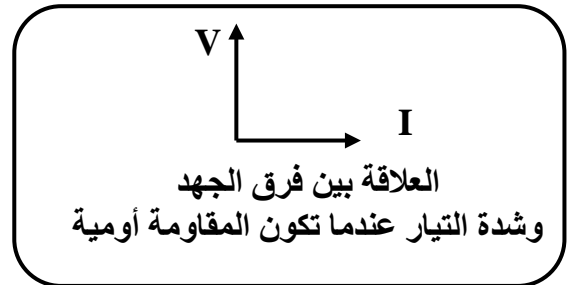 V
I
العلاقة بين فرق الجهد
وشدة التيار عندما تكون المقاومة أومية